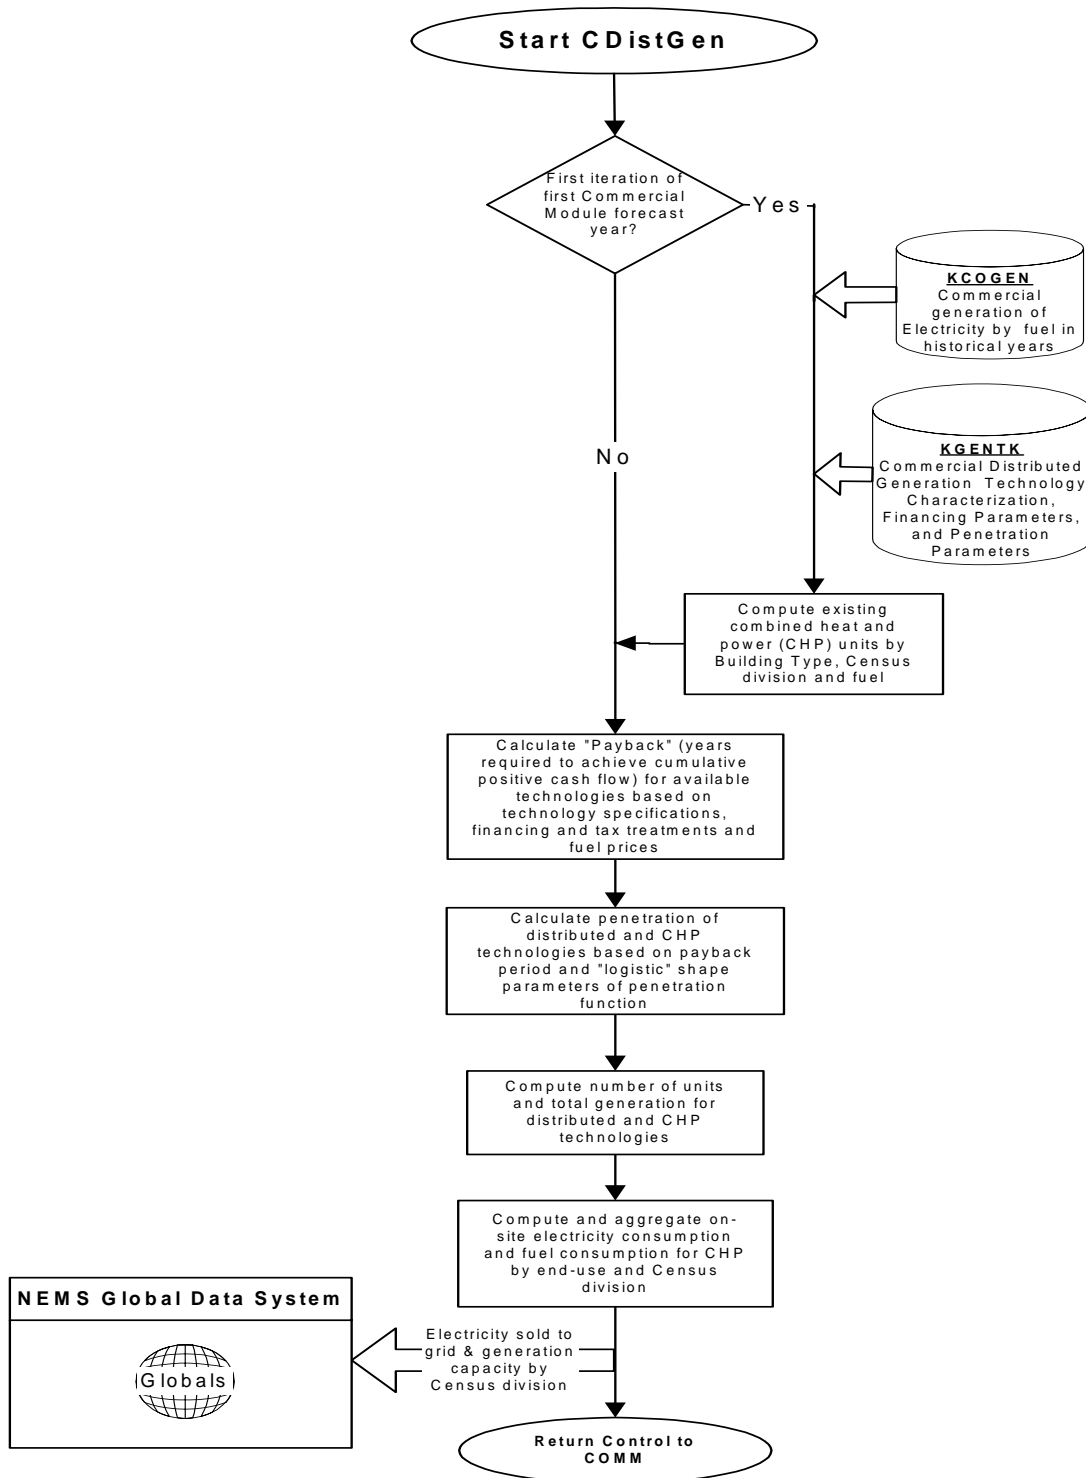 Start CDistGen
First iteration of
first Commercial
Module forecast
year?
Yes
KCOGEN
Commercial
generation of
Electricity by fuel in
historical years
No
KGENTK
Commercial Distributed
Generation Technology
Characterization,
Financing Parameters,
and Penetration
Parameters
Compute existing
combined heat and
power (CHP) units by
Building Type, Census
division and fuel
Calculate "Payback" (years
required to achieve cumulative
positive cash flow) for available
technologies based on
technology specifications,
financing and tax treatments and
fuel prices
Calculate penetration of
distributed and CHP
technologies based on payback
period and "logistic" shape
parameters of penetration
function
Compute number of units
and total generation for
distributed and CHP
technologies
Compute and aggregate on-
site electricity consumption
and fuel consumption for CHP
by end-use and Census
division
NEMS Global Data System
Globals
Electricity sold to
grid & generation
capacity by
Census division
Return Control to
COMM